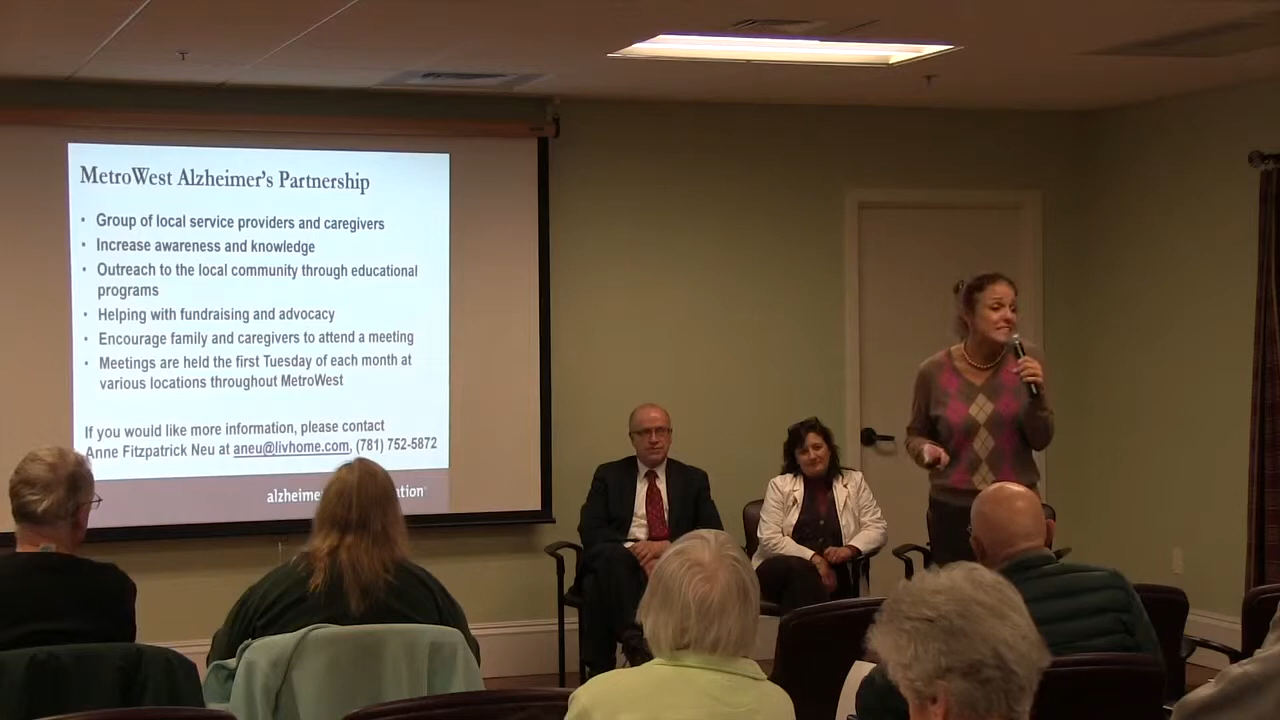 MetroWest Alzheimer's Partnership
• Group of local service providers and caregivers
• Increase awareness and knowledge
• Outreach to the local community through educational
programs
• Helping with fundraising and advocacy
• Encourage family and caregivers to attend a meeting
• Meetings are held the first Tuesday of each month at
various locations throughout MetroWest
If you would like more information, please contact
Anne Fitzpatrick Neu at aneu@livhome.com, (781) 752-5872